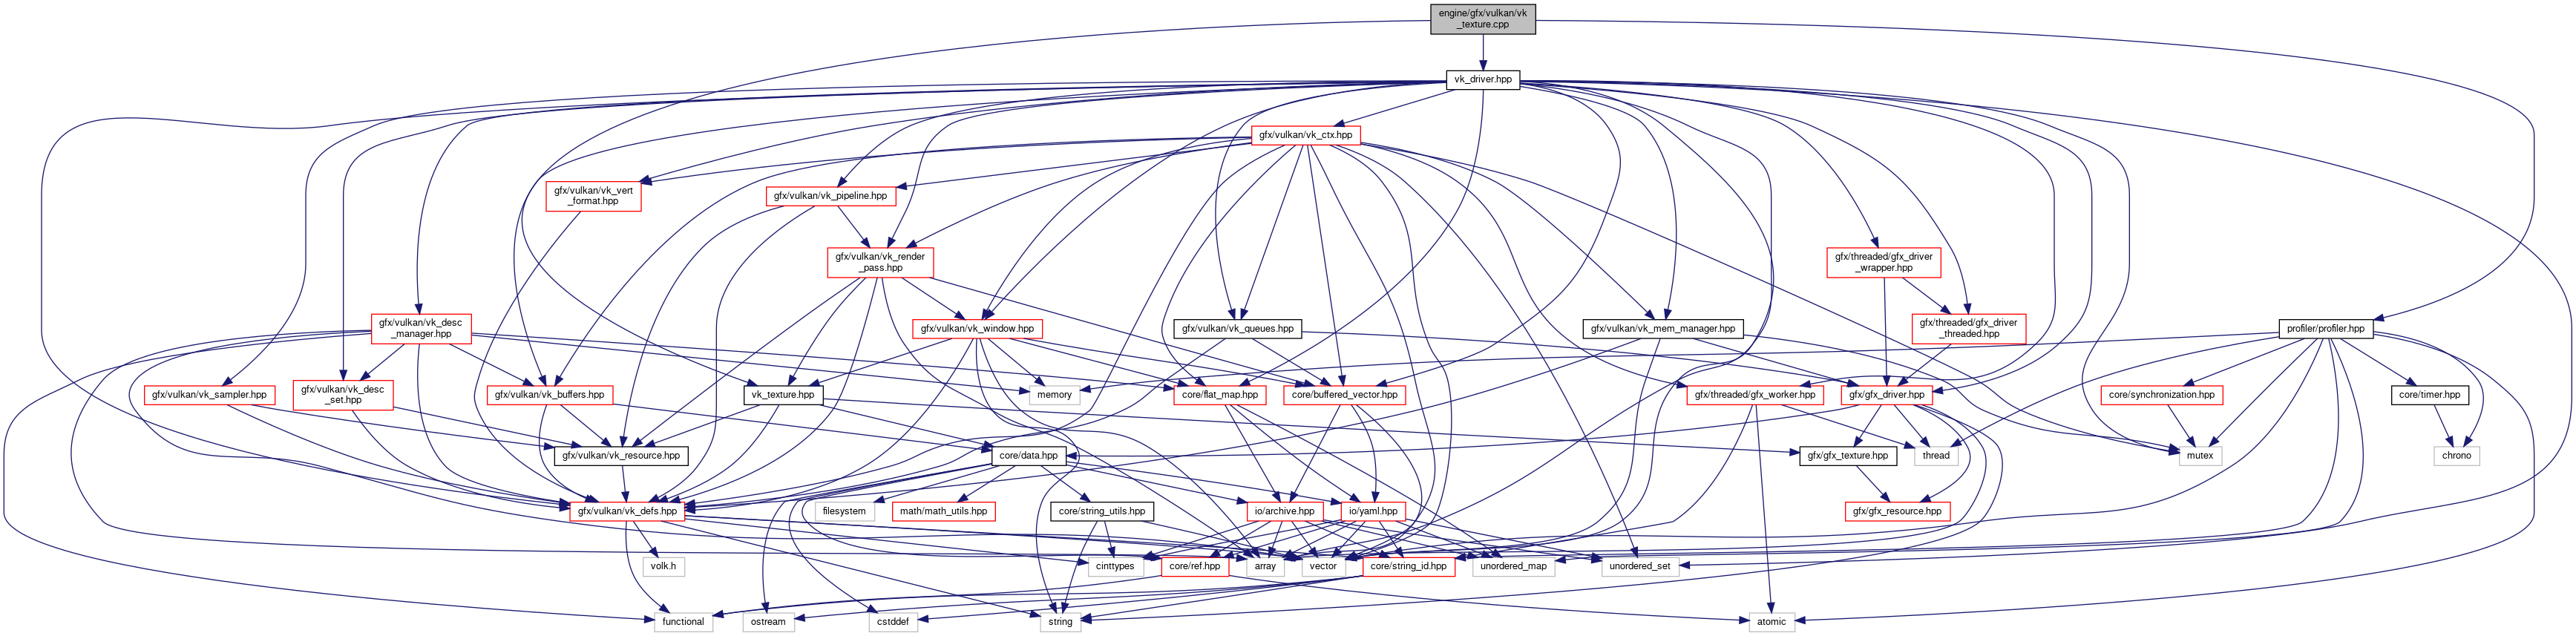 engine/gfx/vulkan/vk
_texture.cpp
vk_driver.hpp
gfx/vulkan/vk_ctx.hpp
gfx/vulkan/vk_vert
_format.hpp
gfx/vulkan/vk_pipeline.hpp
gfx/vulkan/vk_render
_pass.hpp
gfx/threaded/gfx_driver
_wrapper.hpp
gfx/vulkan/vk_desc
_manager.hpp
gfx/vulkan/vk_window.hpp
gfx/vulkan/vk_queues.hpp
gfx/vulkan/vk_mem_manager.hpp
gfx/threaded/gfx_driver
_threaded.hpp
profiler/profiler.hpp
gfx/vulkan/vk_sampler.hpp
gfx/vulkan/vk_desc
_set.hpp
gfx/vulkan/vk_buffers.hpp
vk_texture.hpp
memory
core/flat_map.hpp
core/buffered_vector.hpp
gfx/threaded/gfx_worker.hpp
gfx/gfx_driver.hpp
core/synchronization.hpp
core/timer.hpp
gfx/vulkan/vk_resource.hpp
core/data.hpp
gfx/gfx_texture.hpp
thread
mutex
chrono
gfx/vulkan/vk_defs.hpp
filesystem
math/math_utils.hpp
core/string_utils.hpp
io/archive.hpp
io/yaml.hpp
gfx/gfx_resource.hpp
volk.h
cinttypes
core/ref.hpp
array
vector
core/string_id.hpp
unordered_map
unordered_set
functional
ostream
cstddef
string
atomic